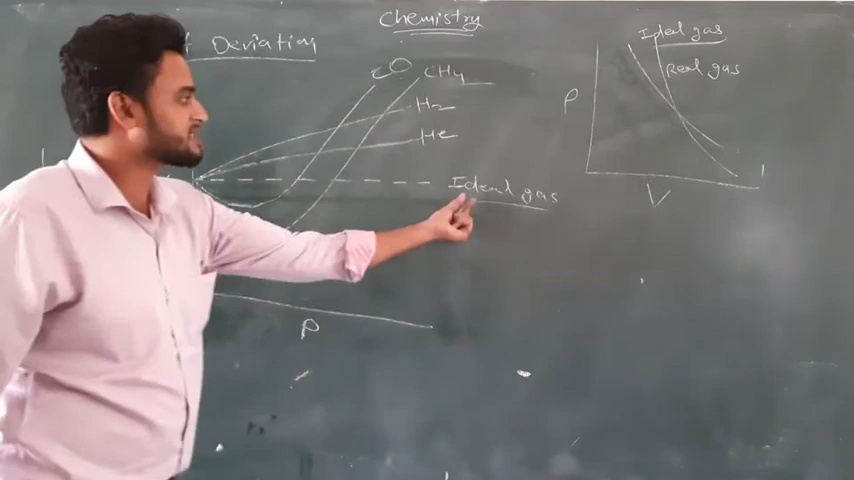 Chemistry
Deviation
CO
CH4
H2
He
Ideal gas
P
Ideal gas
Real gas
P
V